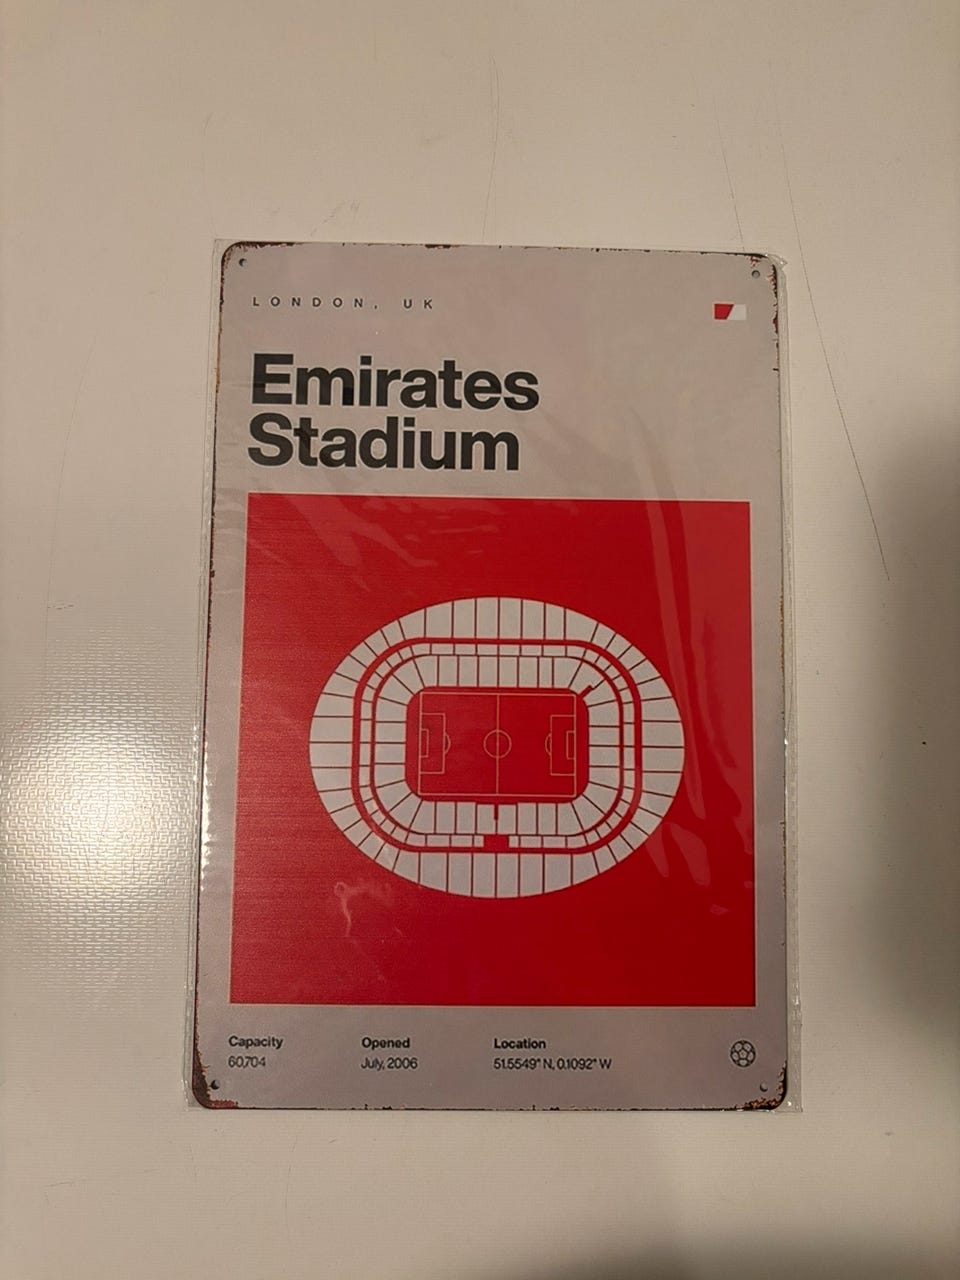 LONDON, UK
Emirates
Stadium
Capacity
60,704
Opened
July, 2006
Location
51.5549° N, 0.1092° W